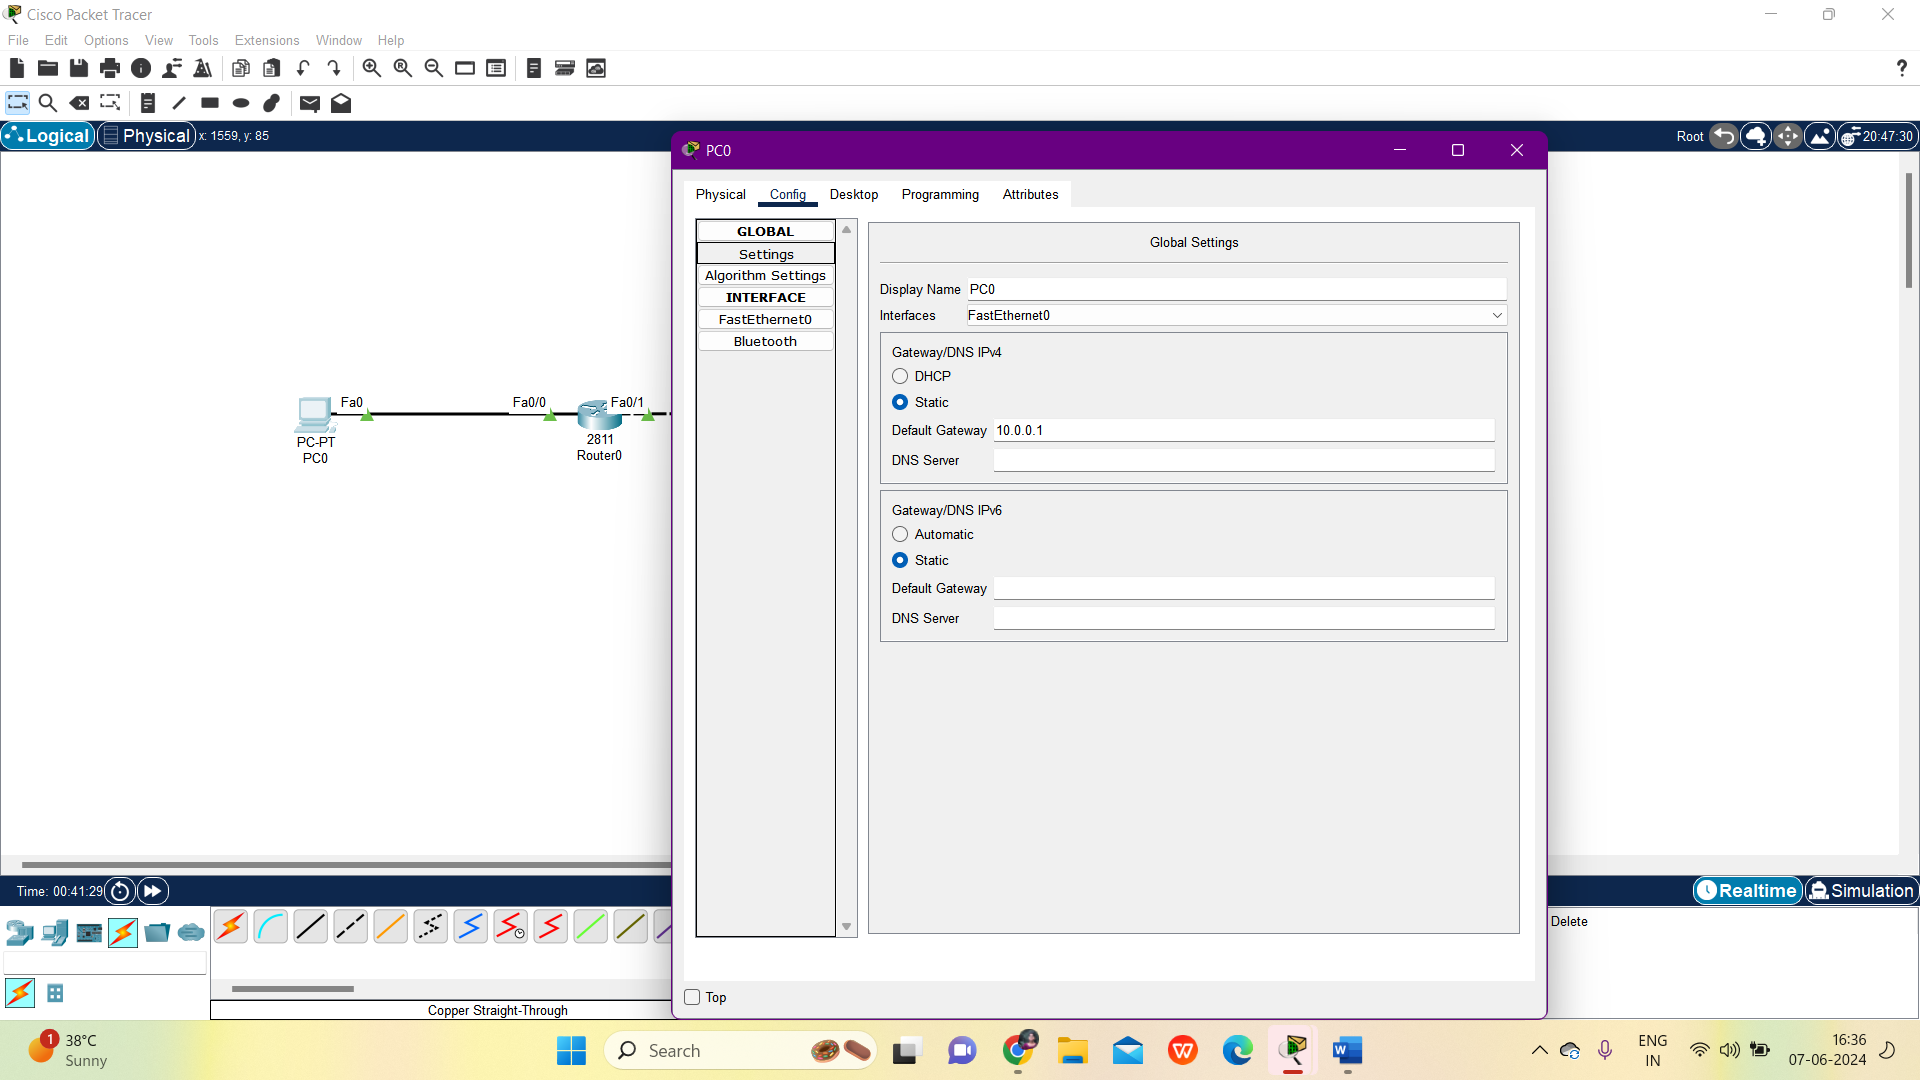 Cisco Packet Tracer
File Edit Options View Tools Extensions Window Help
Logical Physical x: 1559, y: 85 Root 20:47:30
PC0
Physical Config Desktop Programming Attributes
GLOBAL
Settings
Algorithm Settings
INTERFACE
FastEthernet0
Bluetooth
Global Settings
Display Name PC0
Interfaces FastEthernet0
Gateway/DNS IPv4
DHCP
Static
Default Gateway 10.0.0.1
DNS Server
Gateway/DNS IPv6
Automatic
Static
Default Gateway
DNS Server
Top
Fa0 Fa0/0 Fa0/1
PC-PT
PC0
2811
Router0
Time: 00:41:29 Realtime Simulation
Delete
Copper Straight-Through
1
38°C
Sunny
Search
W
W
ENG
IN
16:36
07-06-2024